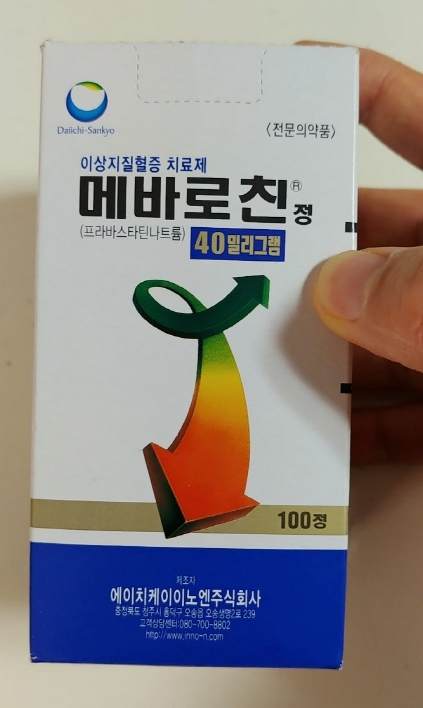 Daiichi-Sankyo
〈전문의약품〉
이상지질혈증 치료제
메바로친® 정
(프라바스타틴나트륨)
40밀리그램
100정
제조자
에이치케이이노엔주식회사
충청북도 청주시 흥덕구 오송읍 오송생명2로 239
고객상담센터:080-700-8802
http://www.inno-n.com